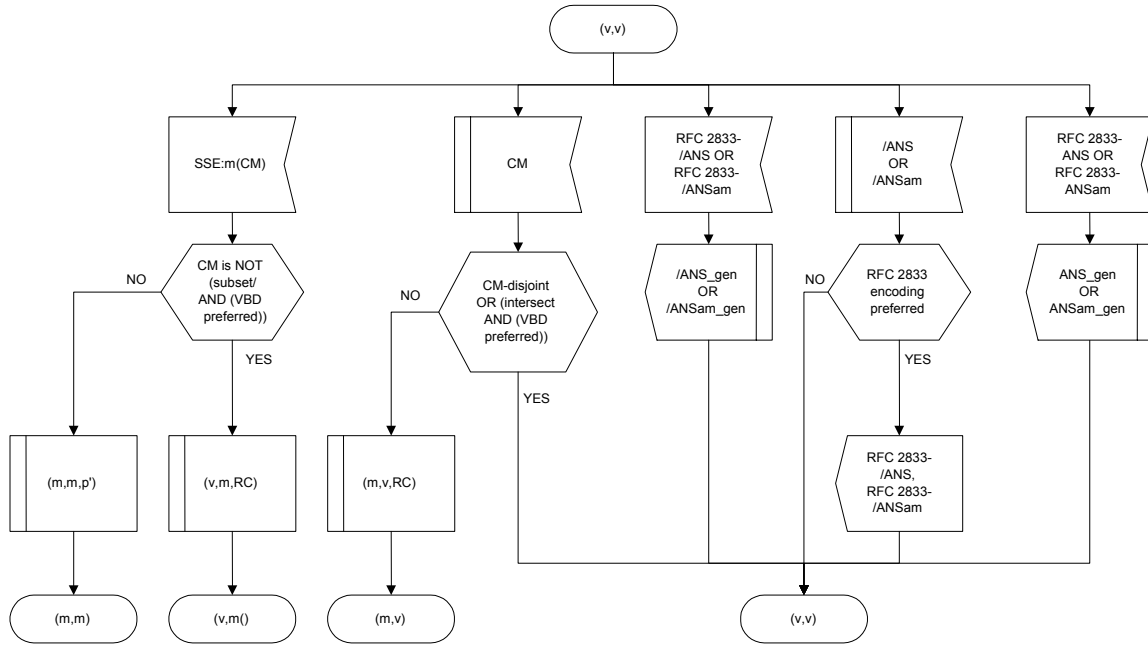 (v,v)
SSE:m(CM)
CM
RFC 2833-
/ANS OR
RFC 2833-
/ANSam
/ANS
OR
/ANSam
RFC 2833-
ANS OR
RFC 2833-
ANSam
NO
CM is NOT
(subset/
AND (VBD
preferred))
YES
NO
CM-disjoint
OR (intersect
AND (VBD
preferred))
YES
/ANS_gen
OR
/ANSam_gen
NO
RFC 2833
encoding
preferred
YES
ANS_gen
OR
ANSam_gen
(m,m,p')
(v,m,RC)
(m,v,RC)
RFC 2833-
/ANS,
RFC 2833-
/ANSam
(m,m)
(v,m()
(m,v)
(v,v)